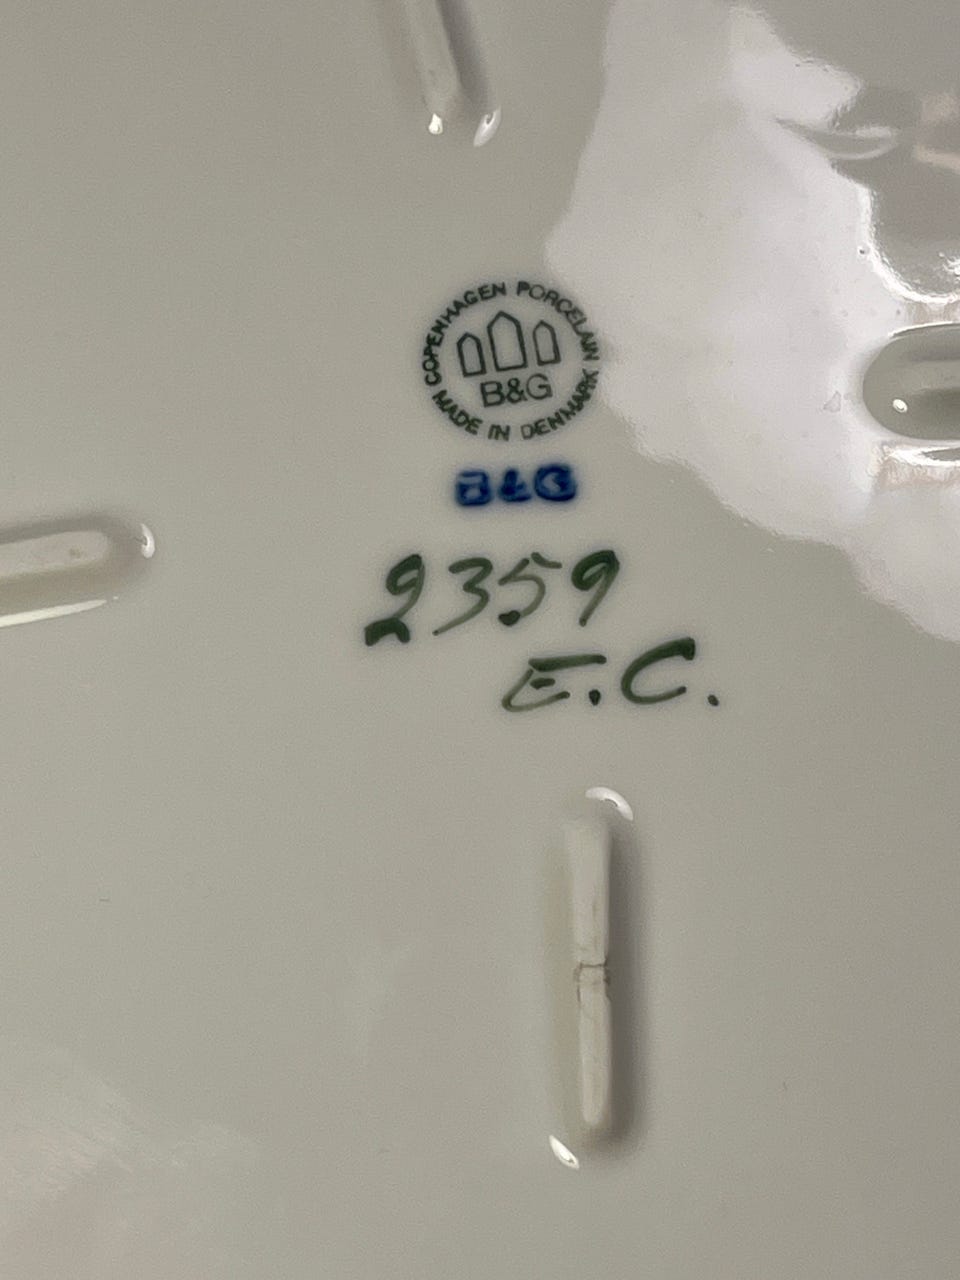 COPENHAGEN PORCELAIN
B&G
MADE IN DENMARK
B&G
2359
E.C.